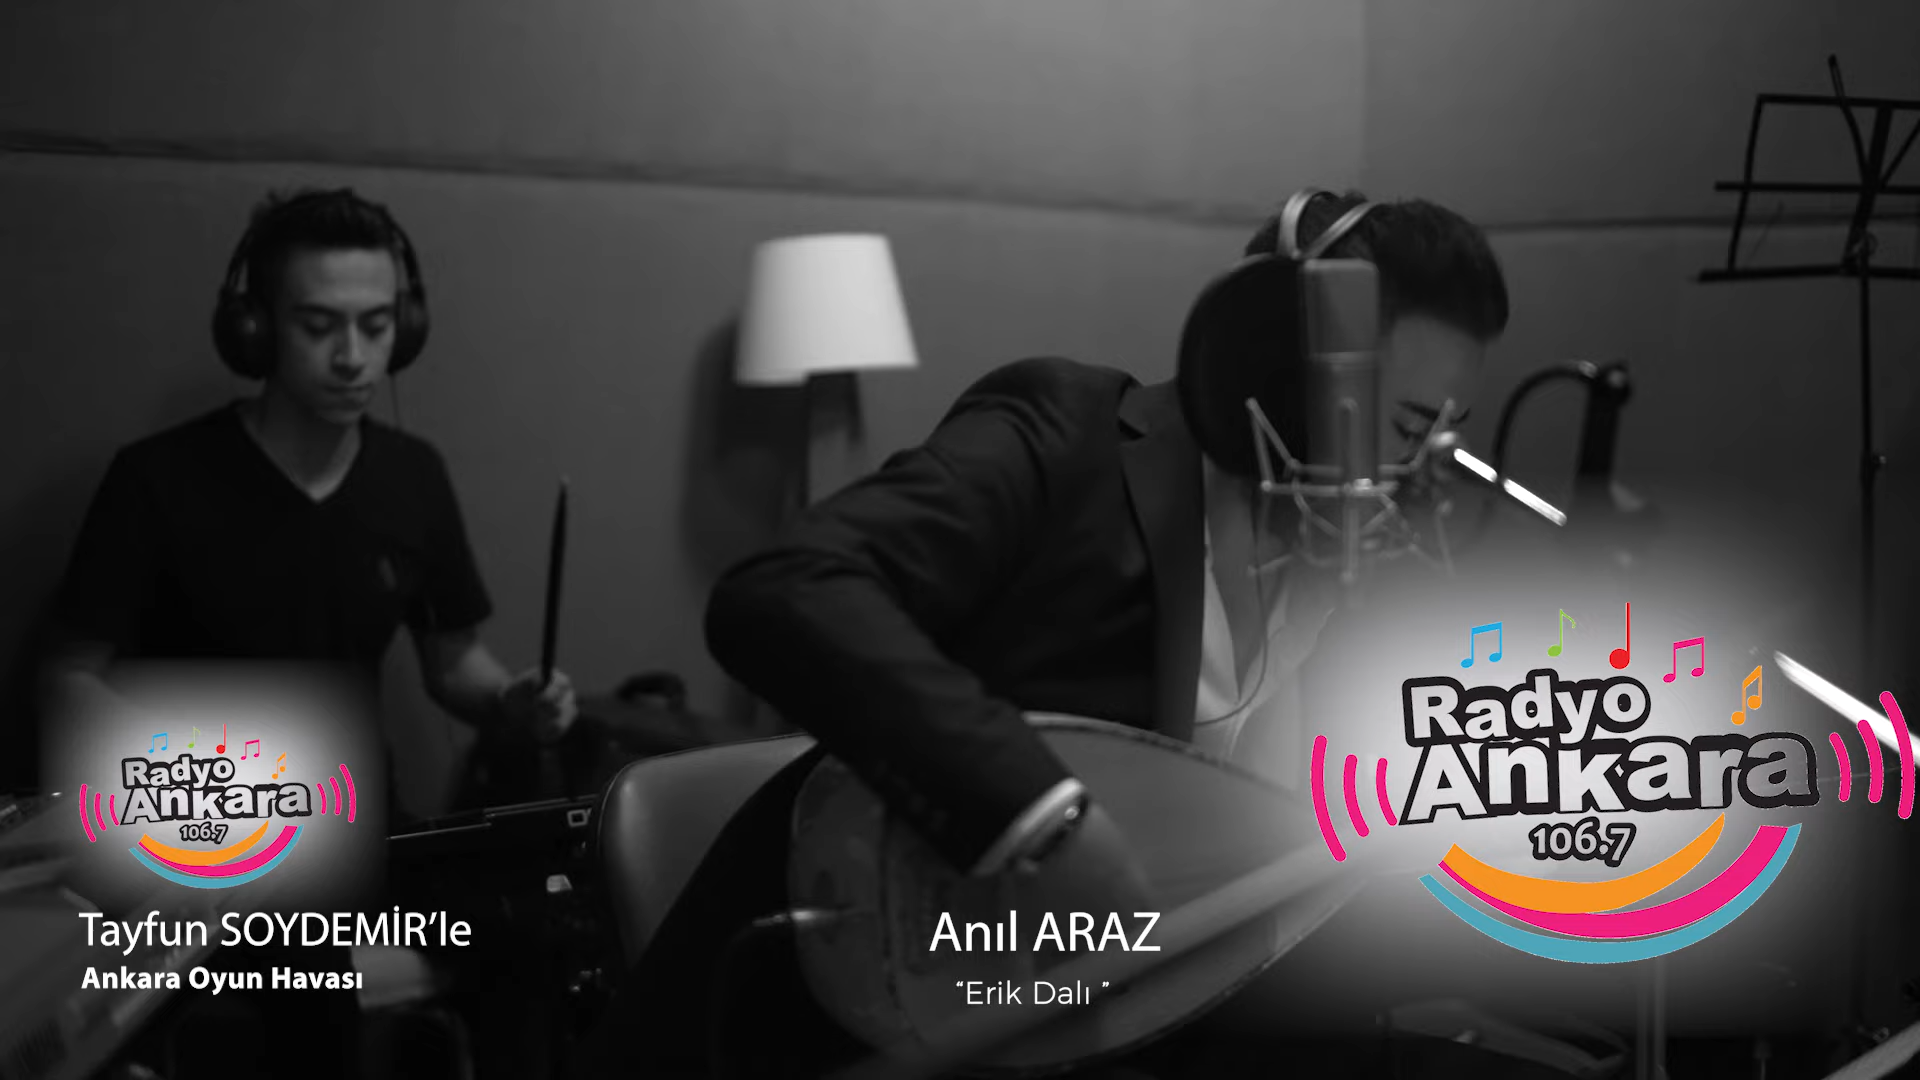 Radyo
Ankara
106.7
Tayfun SOYDEMİR’le
Ankara Oyun Havası
Anıl ARAZ
“Erik Dalı ”
Radyo
Ankara
106.7